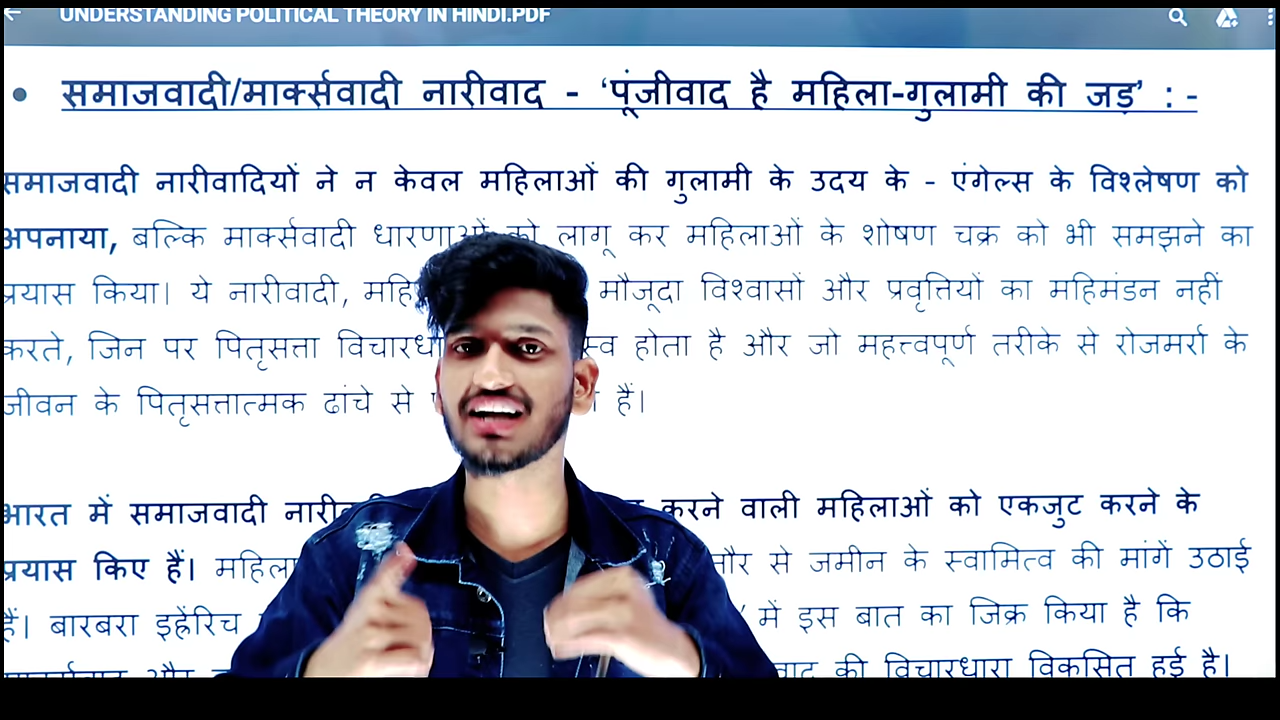 UNDERSTANDING POLITICAL THEORY IN HINDI.PDF
• समाजवादी/मार्क्सवादी नारीवाद - ‘पूंजीवाद है महिला-गुलामी की जड़’ : -
समाजवादी नारीवादियों ने न केवल महिलाओं की गुलामी के उदय के - एंगेल्स के विश्लेषण को
अपनाया, बल्कि मार्क्सवादी धारणाओं को लागू कर महिलाओं के शोषण चक्र को भी समझने का
प्रयास किया। ये नारीवादी, मौजूदा विश्वासों और प्रवृत्तियों का महिमंडन नहीं
करते, जिन पर पितृसत्ता होता है और जो महत्त्वपूर्ण तरीके से रोजमर्रा के
जीवन के पितृसत्तात्मक ढांचे से हैं।
भारत में समाजवादी करने वाली महिलाओं को एकजुट करने के
प्रयास किए हैं। से जमीन के स्वामित्व की मांगें उठाई
हैं। बारबरा इह्रेरिच में इस बात का जिक्र किया है कि
की विचारधारा विकसित हुई है।